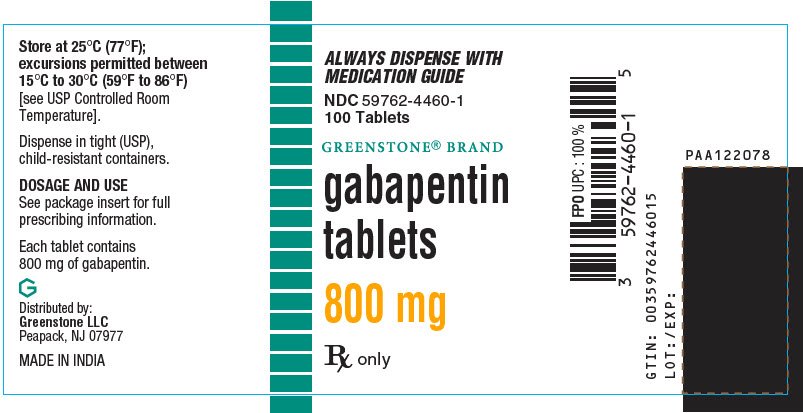 Store at 25°C (77°F);
excursions permitted between
15°C to 30°C (59°F to 86°F)
[see USP Controlled Room
Temperature].
Dispense in tight (USP),
child-resistant containers.
DOSAGE AND USE
See package insert for full
prescribing information.
Each tablet contains
800 mg of gabapentin.
G
Distributed by:
Greenstone LLC
Peapack, NJ 07977
MADE IN INDIA
ALWAYS DISPENSE WITH
MEDICATION GUIDE
NDC 59762-4460-1
100 Tablets
GREENSTONE® BRAND
gabapentin
tablets
800 mg
℞ only
FPO UPC : 100 %
3 59762-4460-1 5
GTIN: 00359762446015
LOT:/EXP:
PAA122078